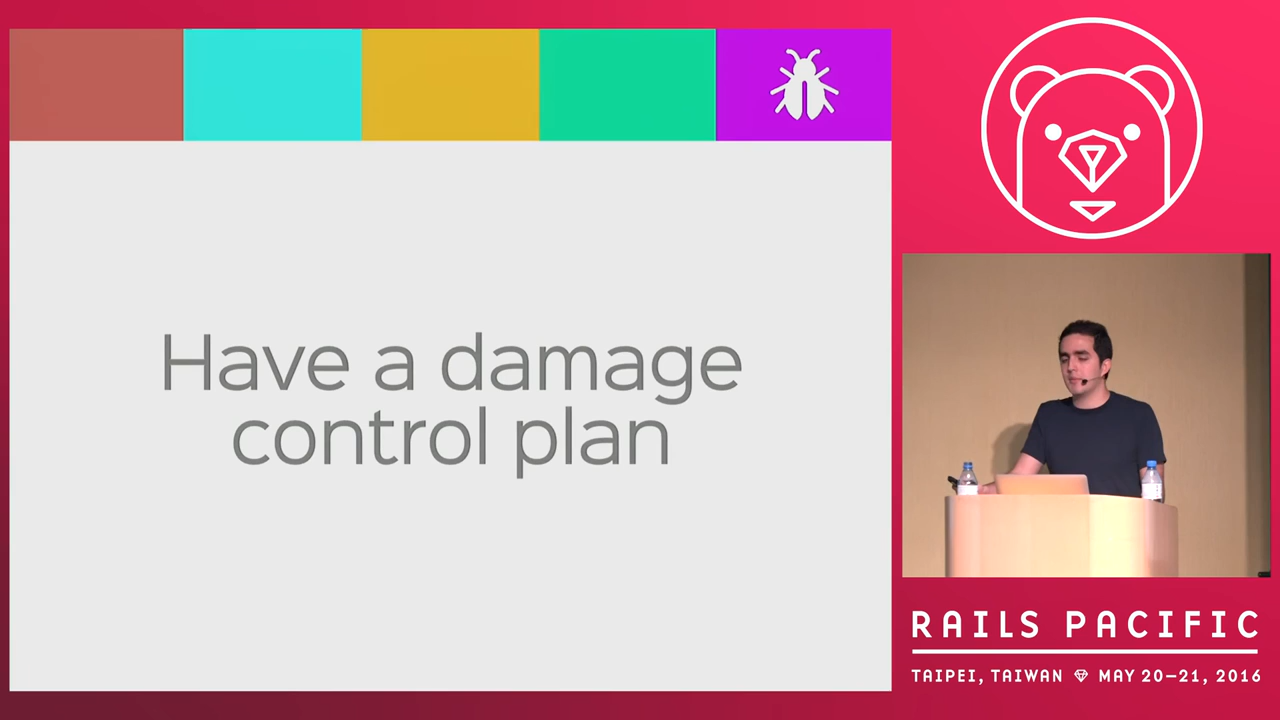 Have a damage
control plan
RAILS PACIFIC
TAIPEI, TAIWAN MAY 20–21, 2016